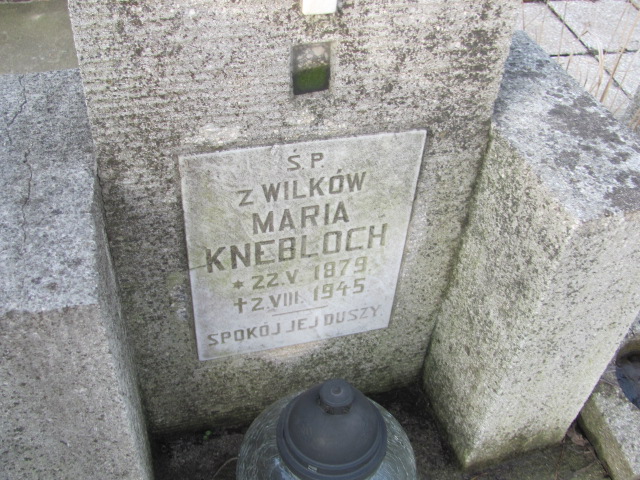 Ś.P.
Z WILKÓW
MARIA
KNEBLOCH
* 22.V. 1879.
† 2.VIII. 1945
SPOKÓJ JEJ DUSZY